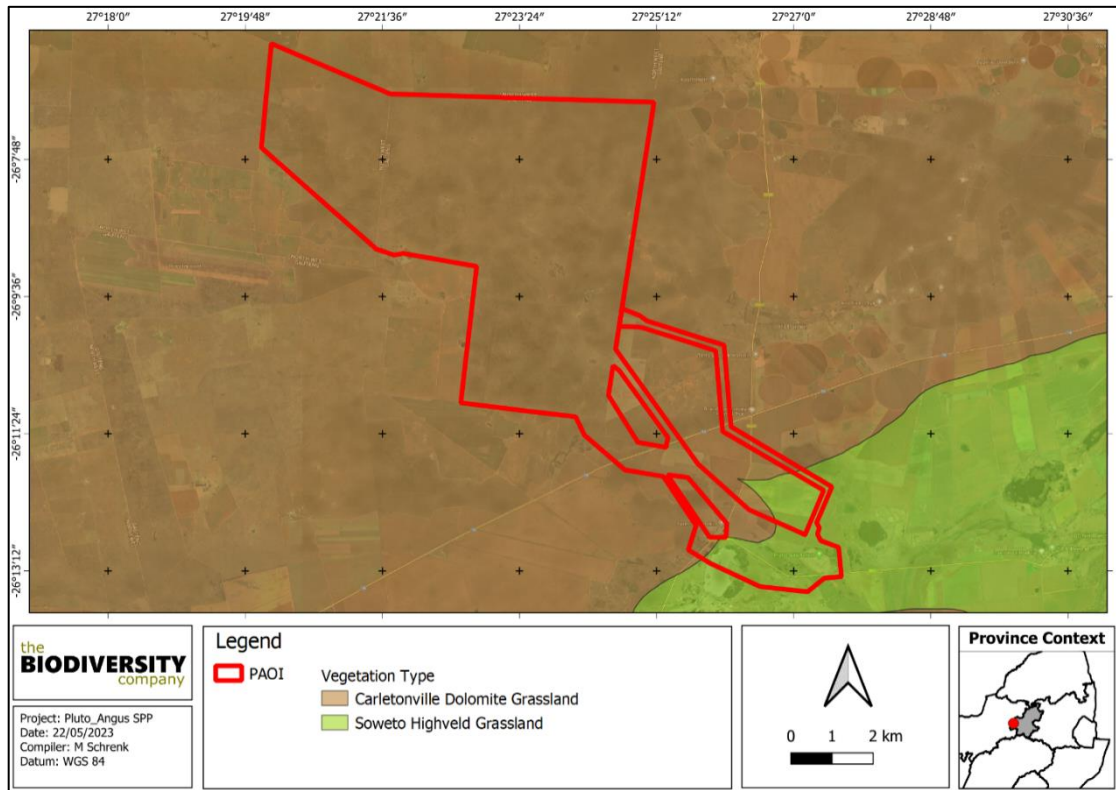 27°18'0" 27°19'48" 27°21'36" 27°23'24" 27°25'12" 27°27'0" 27°28'48" 27°30'36"
-26°7'48"
-26°9'36"
-26°11'24"
-26°13'12"
the
BIODIVERSITY
company
Project: Pluto_Angus SPP
Date: 22/05/2023
Compiler: M Schrenk
Datum: WGS 84
Legend
PAOI
Vegetation Type
Carletonville Dolomite Grassland
Soweto Highveld Grassland
0 1 2 km
Province Context